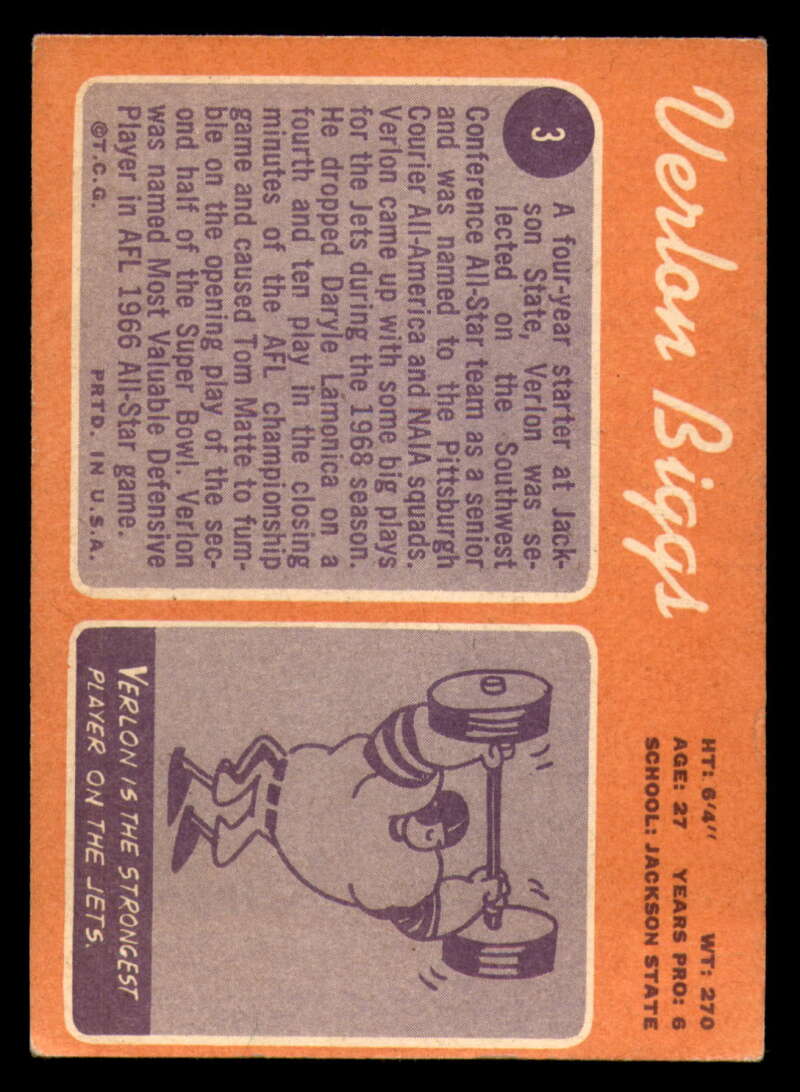 Verlon Biggs
HT: 6'4" WT: 270
AGE: 27 YEARS PRO: 6
SCHOOL: JACKSON STATE
3
A four-year starter at Jack-
son State, Verlon was se-
lected on the Southwest
Conference All-Star team as a senior
and was named to the Pittsburgh
Courier All-America and NAIA squads.
Verlon came up with some big plays
for the Jets during the 1968 season.
He dropped Daryle Lamonica on a
fourth and ten play in the closing
minutes of the AFL championship
game and caused Tom Matte to fum-
ble on the opening play of the sec-
ond half of the Super Bowl. Verlon
was named Most Valuable Defensive
Player in AFL 1966 All-Star game.
©T.C.G. PRTD. IN U.S.A.
VERLON IS THE STRONGEST
PLAYER ON THE JETS.